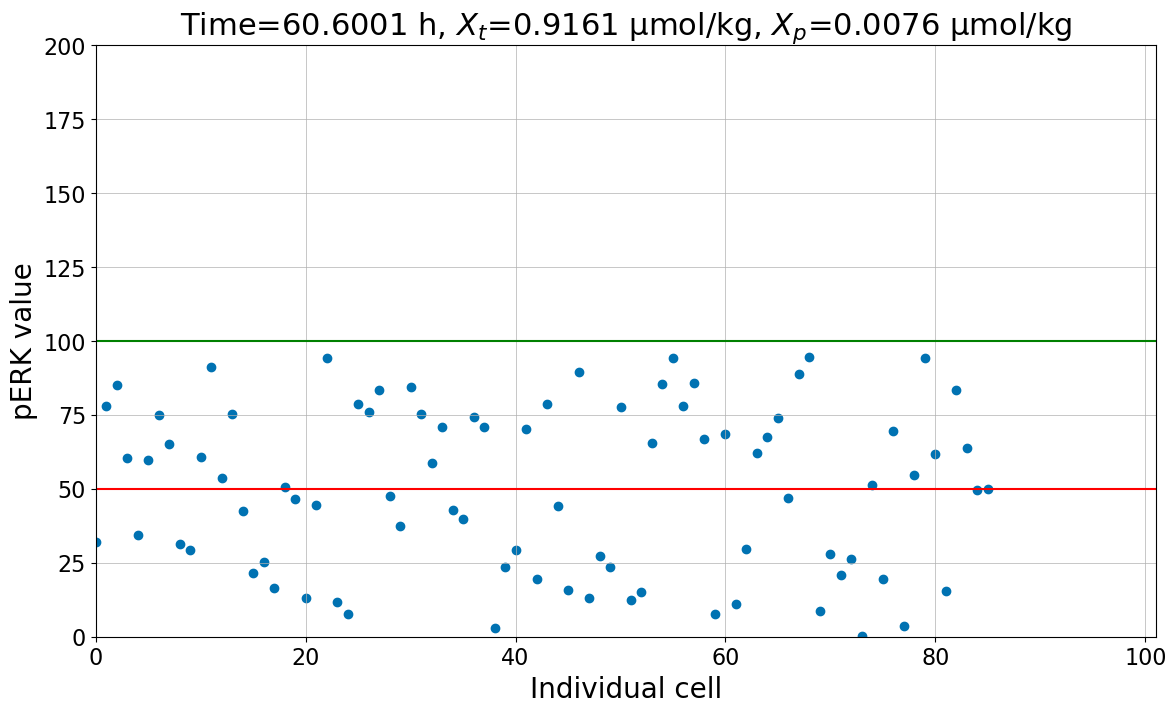 Time=60.6001 h, Xₜ=0.9161 µmol/kg, Xₚ=0.0076 µmol/kg
200
175
150
125
100
75
50
25
0
pERK value
0 20 40 60 80 100
Individual cell